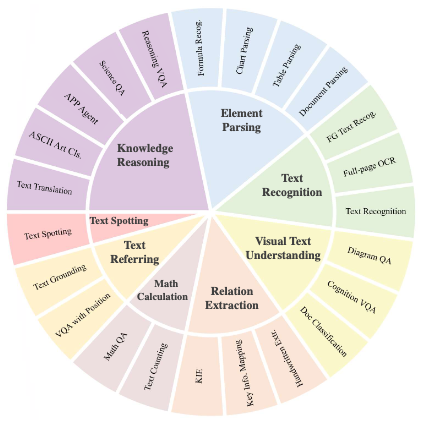 Formula Recog.
Chart Parsing
Table Parsing
Document Parsing
Element
Parsing
FG Text Recog.
Full-page OCR
Text Recognition
Text
Recognition
Diagram QA
Cognition VQA
Doc Classification
Visual Text
Understanding
Handwritten Extr.
Key Info. Mapping
KIE
Relation
Extraction
Text Counting
Math QA
Math
Calculation
VQA with Position
Text Grounding
Text
Referring
Text Spotting
Text Spotting
Text Translation
ASCII Art Cls.
APP Agent
Science QA
Reasoning VQA
Knowledge
Reasoning